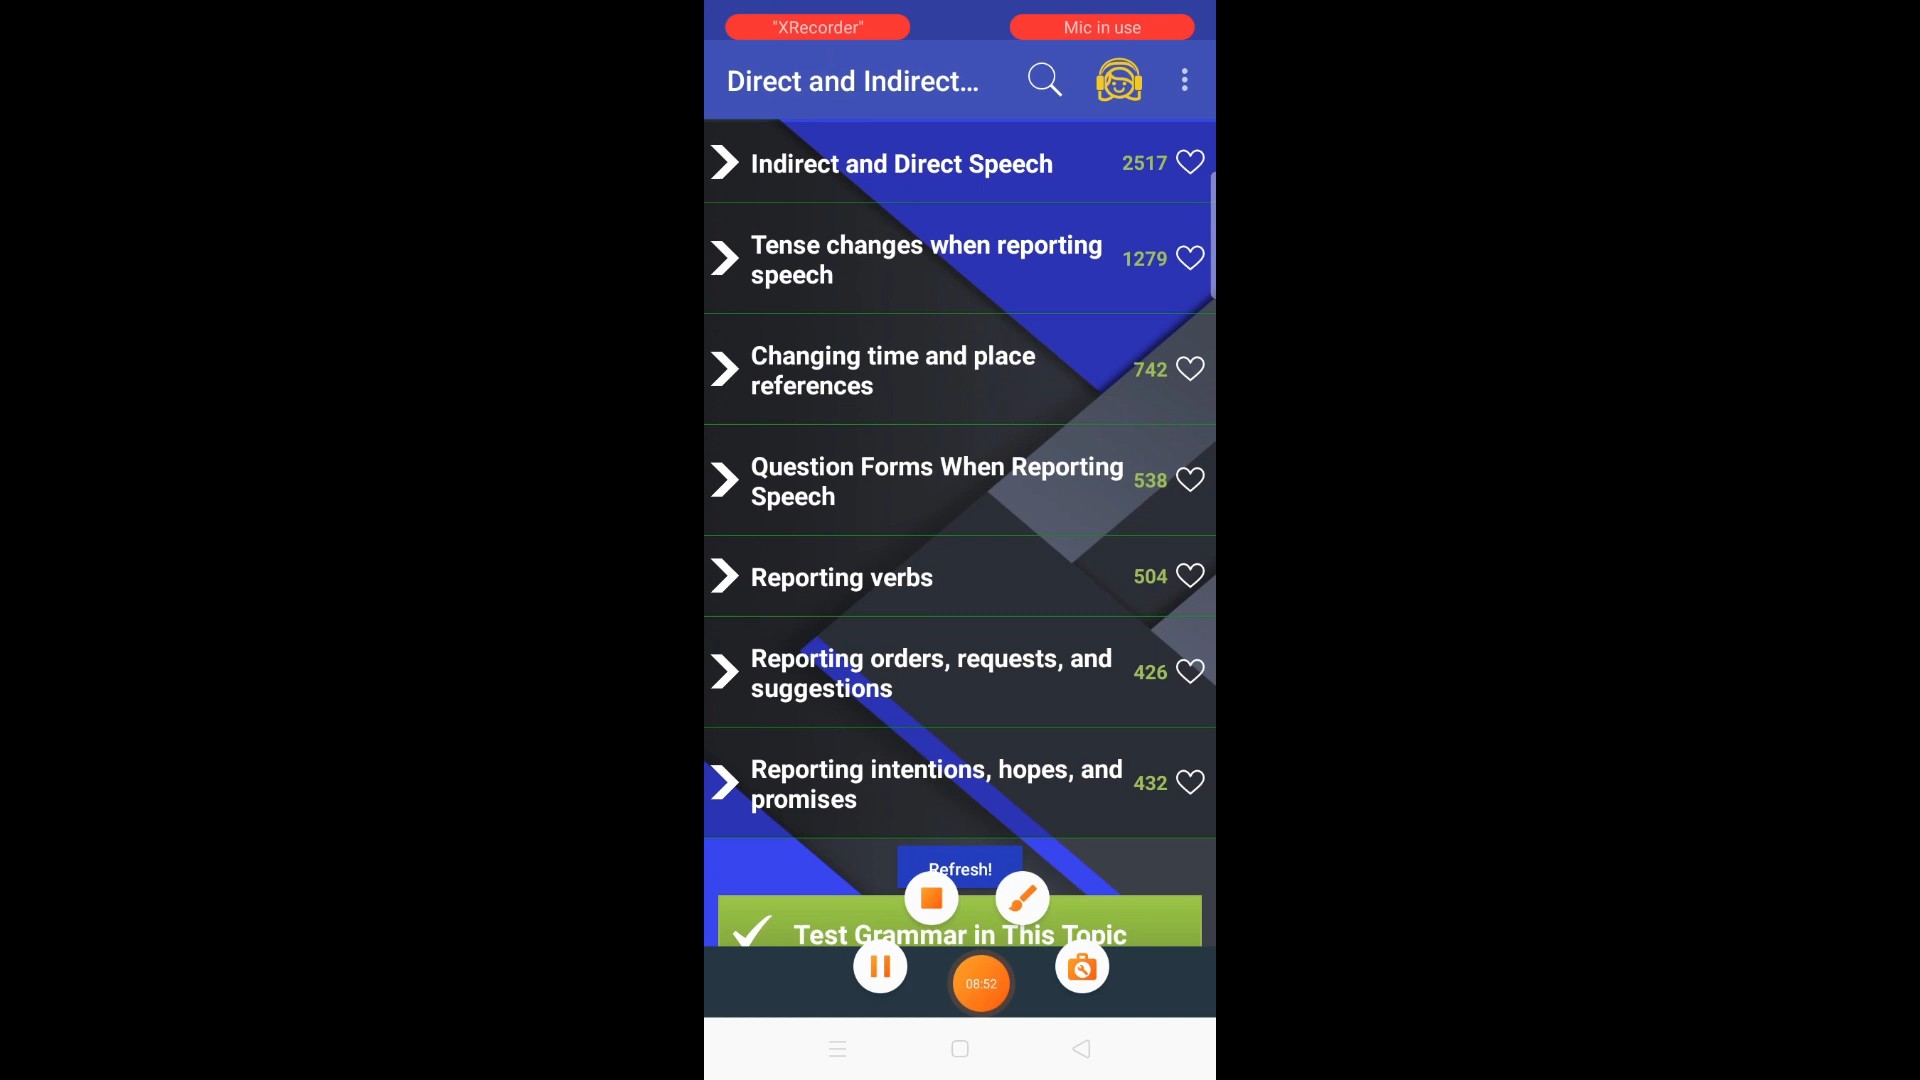 "XRecorder"
Mic in use
Direct and Indirect...
Indirect and Direct Speech 2517
Tense changes when reporting
speech
1279
Changing time and place
references
742
Question Forms When Reporting
Speech
538
Reporting verbs 504
Reporting orders, requests, and
suggestions
426
Reporting intentions, hopes, and
promises
432
Refresh!
Test Grammar in This Topic
08:52